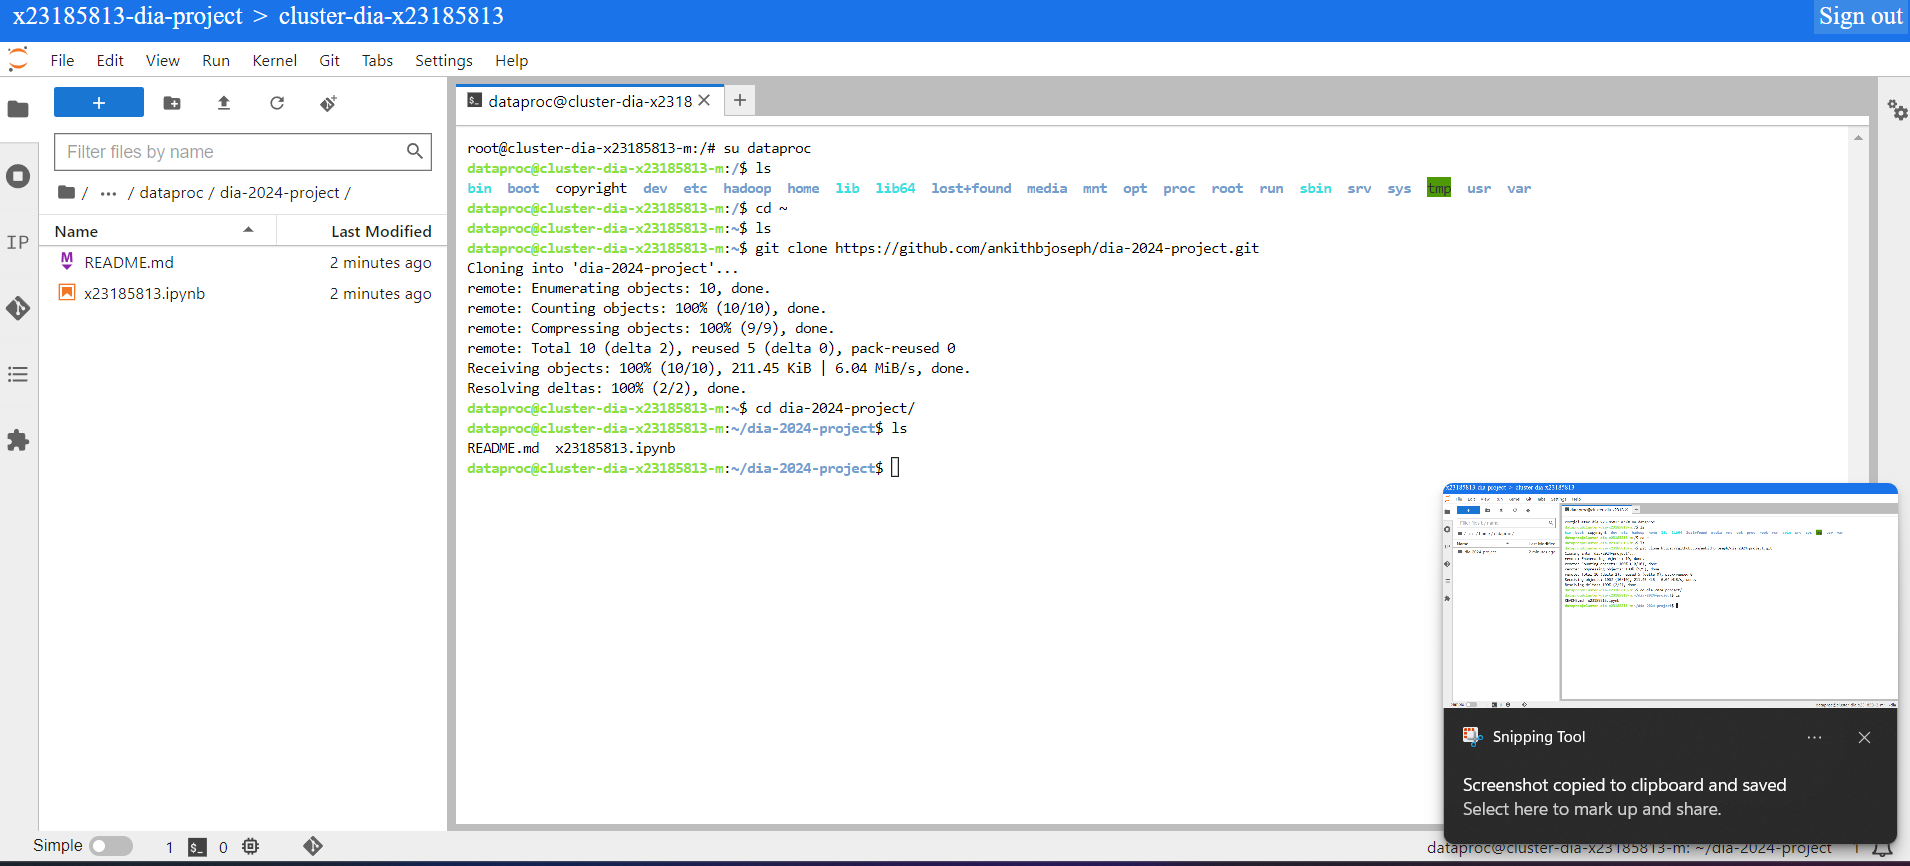 x23185813-dia-project > cluster-dia-x23185813
Sign out
File Edit View Run Kernel Git Tabs Settings Help
+
dataproc@cluster-dia-x2318
+
Filter files by name
/ ··· / dataproc / dia-2024-project /
Name Last Modified
README.md 2 minutes ago
x23185813.ipynb 2 minutes ago
IP
root@cluster-dia-x23185813-m:/# su dataproc
dataproc@cluster-dia-x23185813-m:/$ ls
bin boot copyright dev etc hadoop home lib lib64 lost+found media mnt opt proc root run sbin srv sys tmp usr var
dataproc@cluster-dia-x23185813-m:/$ cd ~
dataproc@cluster-dia-x23185813-m:~$ ls
dataproc@cluster-dia-x23185813-m:~$ git clone https://github.com/ankithbjoseph/dia-2024-project.git
Cloning into 'dia-2024-project'...
remote: Enumerating objects: 10, done.
remote: Counting objects: 100% (10/10), done.
remote: Compressing objects: 100% (9/9), done.
remote: Total 10 (delta 2), reused 5 (delta 0), pack-reused 0
Receiving objects: 100% (10/10), 211.45 KiB | 6.04 MiB/s, done.
Resolving deltas: 100% (2/2), done.
dataproc@cluster-dia-x23185813-m:~$ cd dia-2024-project/
dataproc@cluster-dia-x23185813-m:~/dia-2024-project$ ls
README.md x23185813.ipynb
dataproc@cluster-dia-x23185813-m:~/dia-2024-project$
Snipping Tool
Screenshot copied to clipboard and saved
Select here to mark up and share.
Simple 1 $_ 0
dataproc@cluster-dia-x23185813-m: ~/dia-2024-project 1